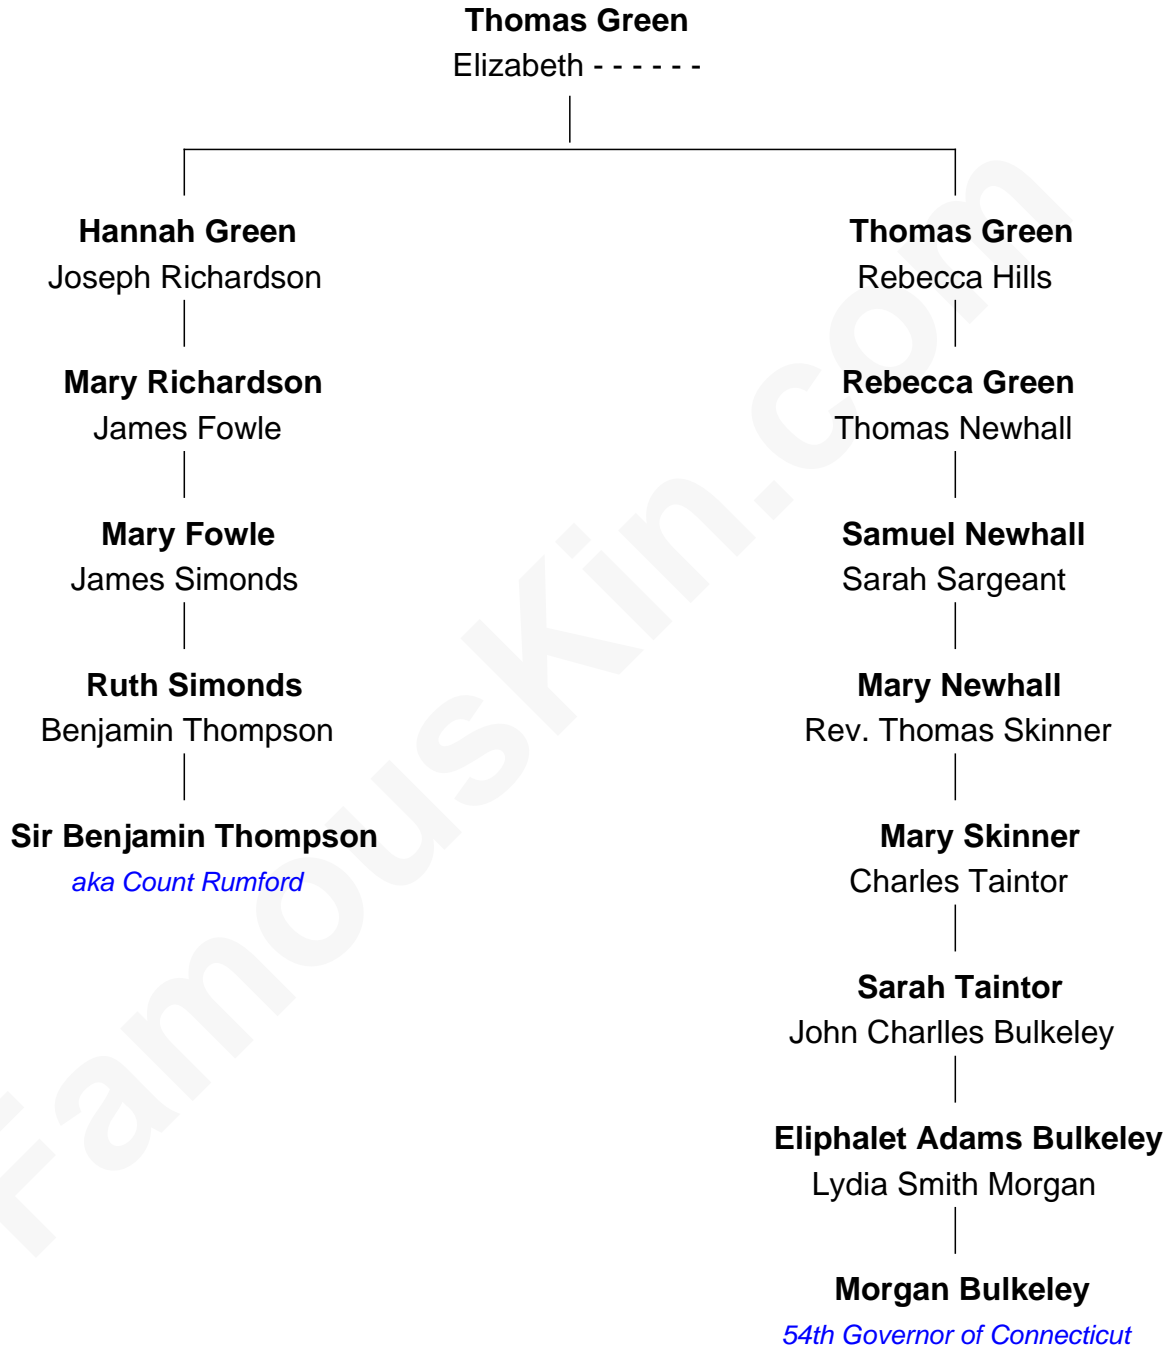 Thomas Green
Elizabeth - - - - - -
Hannah Green
Joseph Richardson
Thomas Green
Rebecca Hills
Mary Richardson
James Fowle
Rebecca Green
Thomas Newhall
Mary Fowle
James Simonds
Samuel Newhall
Sarah Sargeant
Ruth Simonds
Benjamin Thompson
Mary Newhall
Rev. Thomas Skinner
Sir Benjamin Thompson
aka Count Rumford
Mary Skinner
Charles Taintor
Sarah Taintor
John Charlles Bulkeley
Eliphalet Adams Bulkeley
Lydia Smith Morgan
Morgan Bulkeley
54th Governor of Connecticut
FamousKin.com